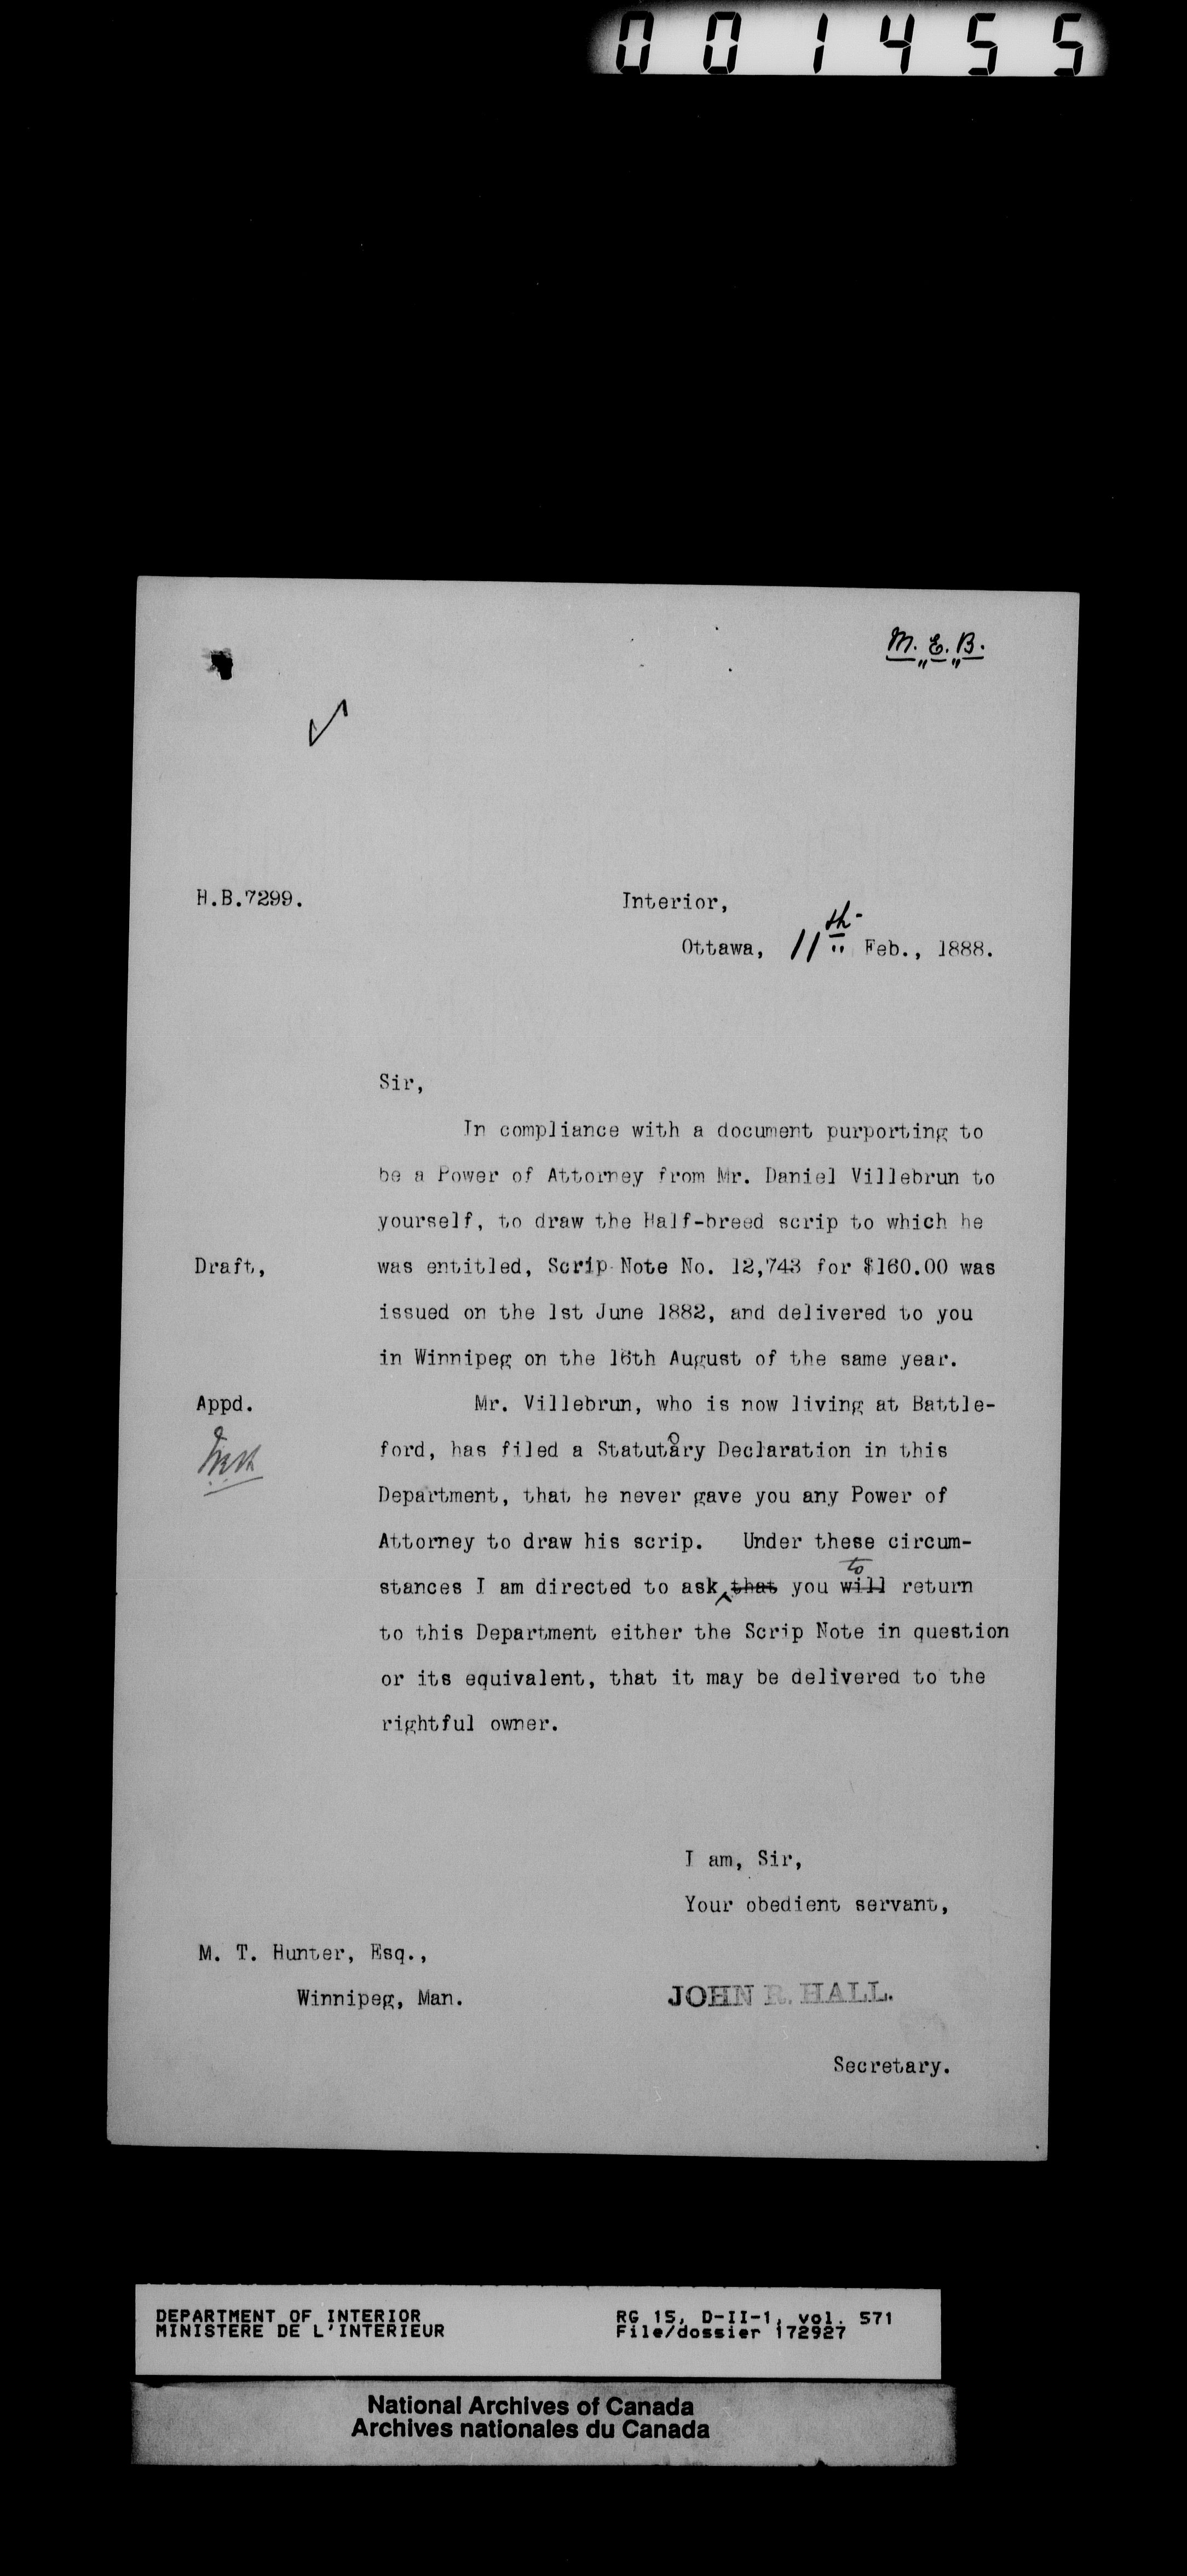 001455
M. E. B.
H.B.7299.
Interior,
Ottawa, 11th Feb., 1888.
Sir,
In compliance with a document purporting to
be a Power of Attorney from Mr. Daniel Villebrun to
yourself, to draw the Half-breed scrip to which he
Draft, was entitled, Scrip Note No. 12,743 for $160.00 was
issued on the 1st June 1882, and delivered to you
in Winnipeg on the 16th August of the same year.
Appd. Mr. Villebrun, who is now living at Battle-
ford, has filed a Statutory Declaration in this
Department, that he never gave you any Power of
Attorney to draw his scrip. Under these circum-
to
stances I am directed to ask that you will return
to this Department either the Scrip Note in question
or its equivalent, that it may be delivered to the
rightful owner.
I am, Sir,
Your obedient servant,
M. T. Hunter, Esq.,
Winnipeg, Man.
JOHN R. HALL.
Secretary.
DEPARTMENT OF INTERIOR RG 15, D-II-1, vol. 571
MINISTERE DE L'INTERIEUR File/dossier 172927
National Archives of Canada
Archives nationales du Canada